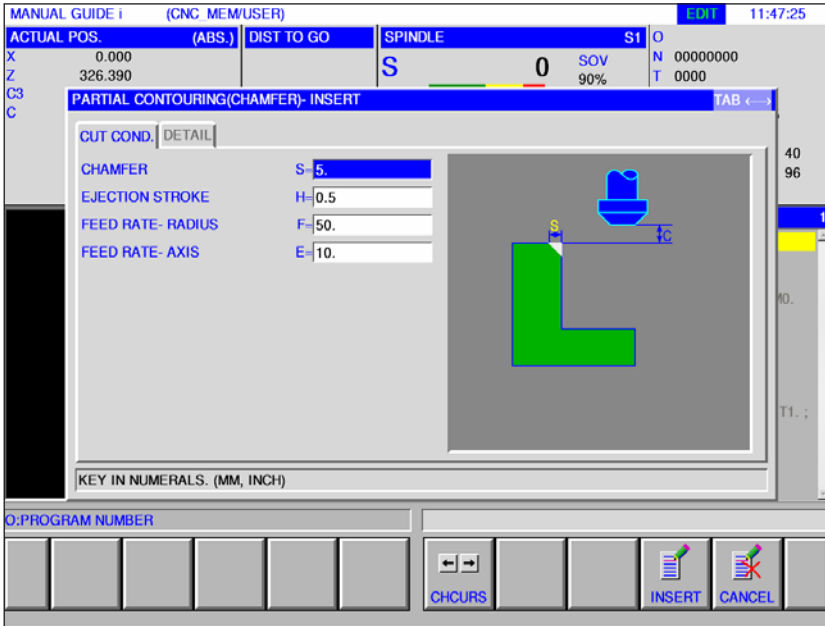 MANUAL GUIDE i (CNC_MEM/USER) EDIT 11:47:25
ACTUAL POS. (ABS.) DIST TO GO SPINDLE S1 O
X 0.000 S 0 SOV 90% N 00000000
Z 326.390 T 0000
C3
C
PARTIAL CONTOURING(CHAMFER)- INSERT TAB ←→
CUT COND. DETAIL
40
96
CHAMFER S=5.
EJECTION STROKE H=0.5
FEED RATE- RADIUS F=50.
FEED RATE- AXIS E=10.
S
C
1
M0.
T1. ;
KEY IN NUMERALS. (MM, INCH)
O:PROGRAM NUMBER
← →
CHCURS INSERT CANCEL